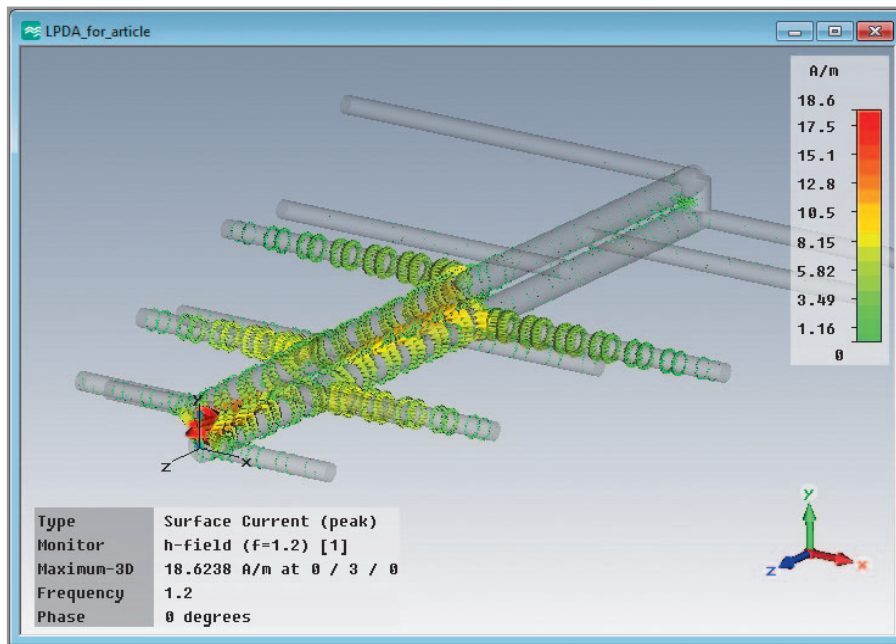 LPDA_for_article
A/m
18.6
17.5
15.1
12.8
10.5
8.15
5.82
3.49
1.16
0
Y
Z
X
Type Surface Current (peak)
Monitor h-field (f=1.2) [1]
Maximum-3D 18.6238 A/m at 0 / 3 / 0
Frequency 1.2
Phase 0 degrees
y
z
x